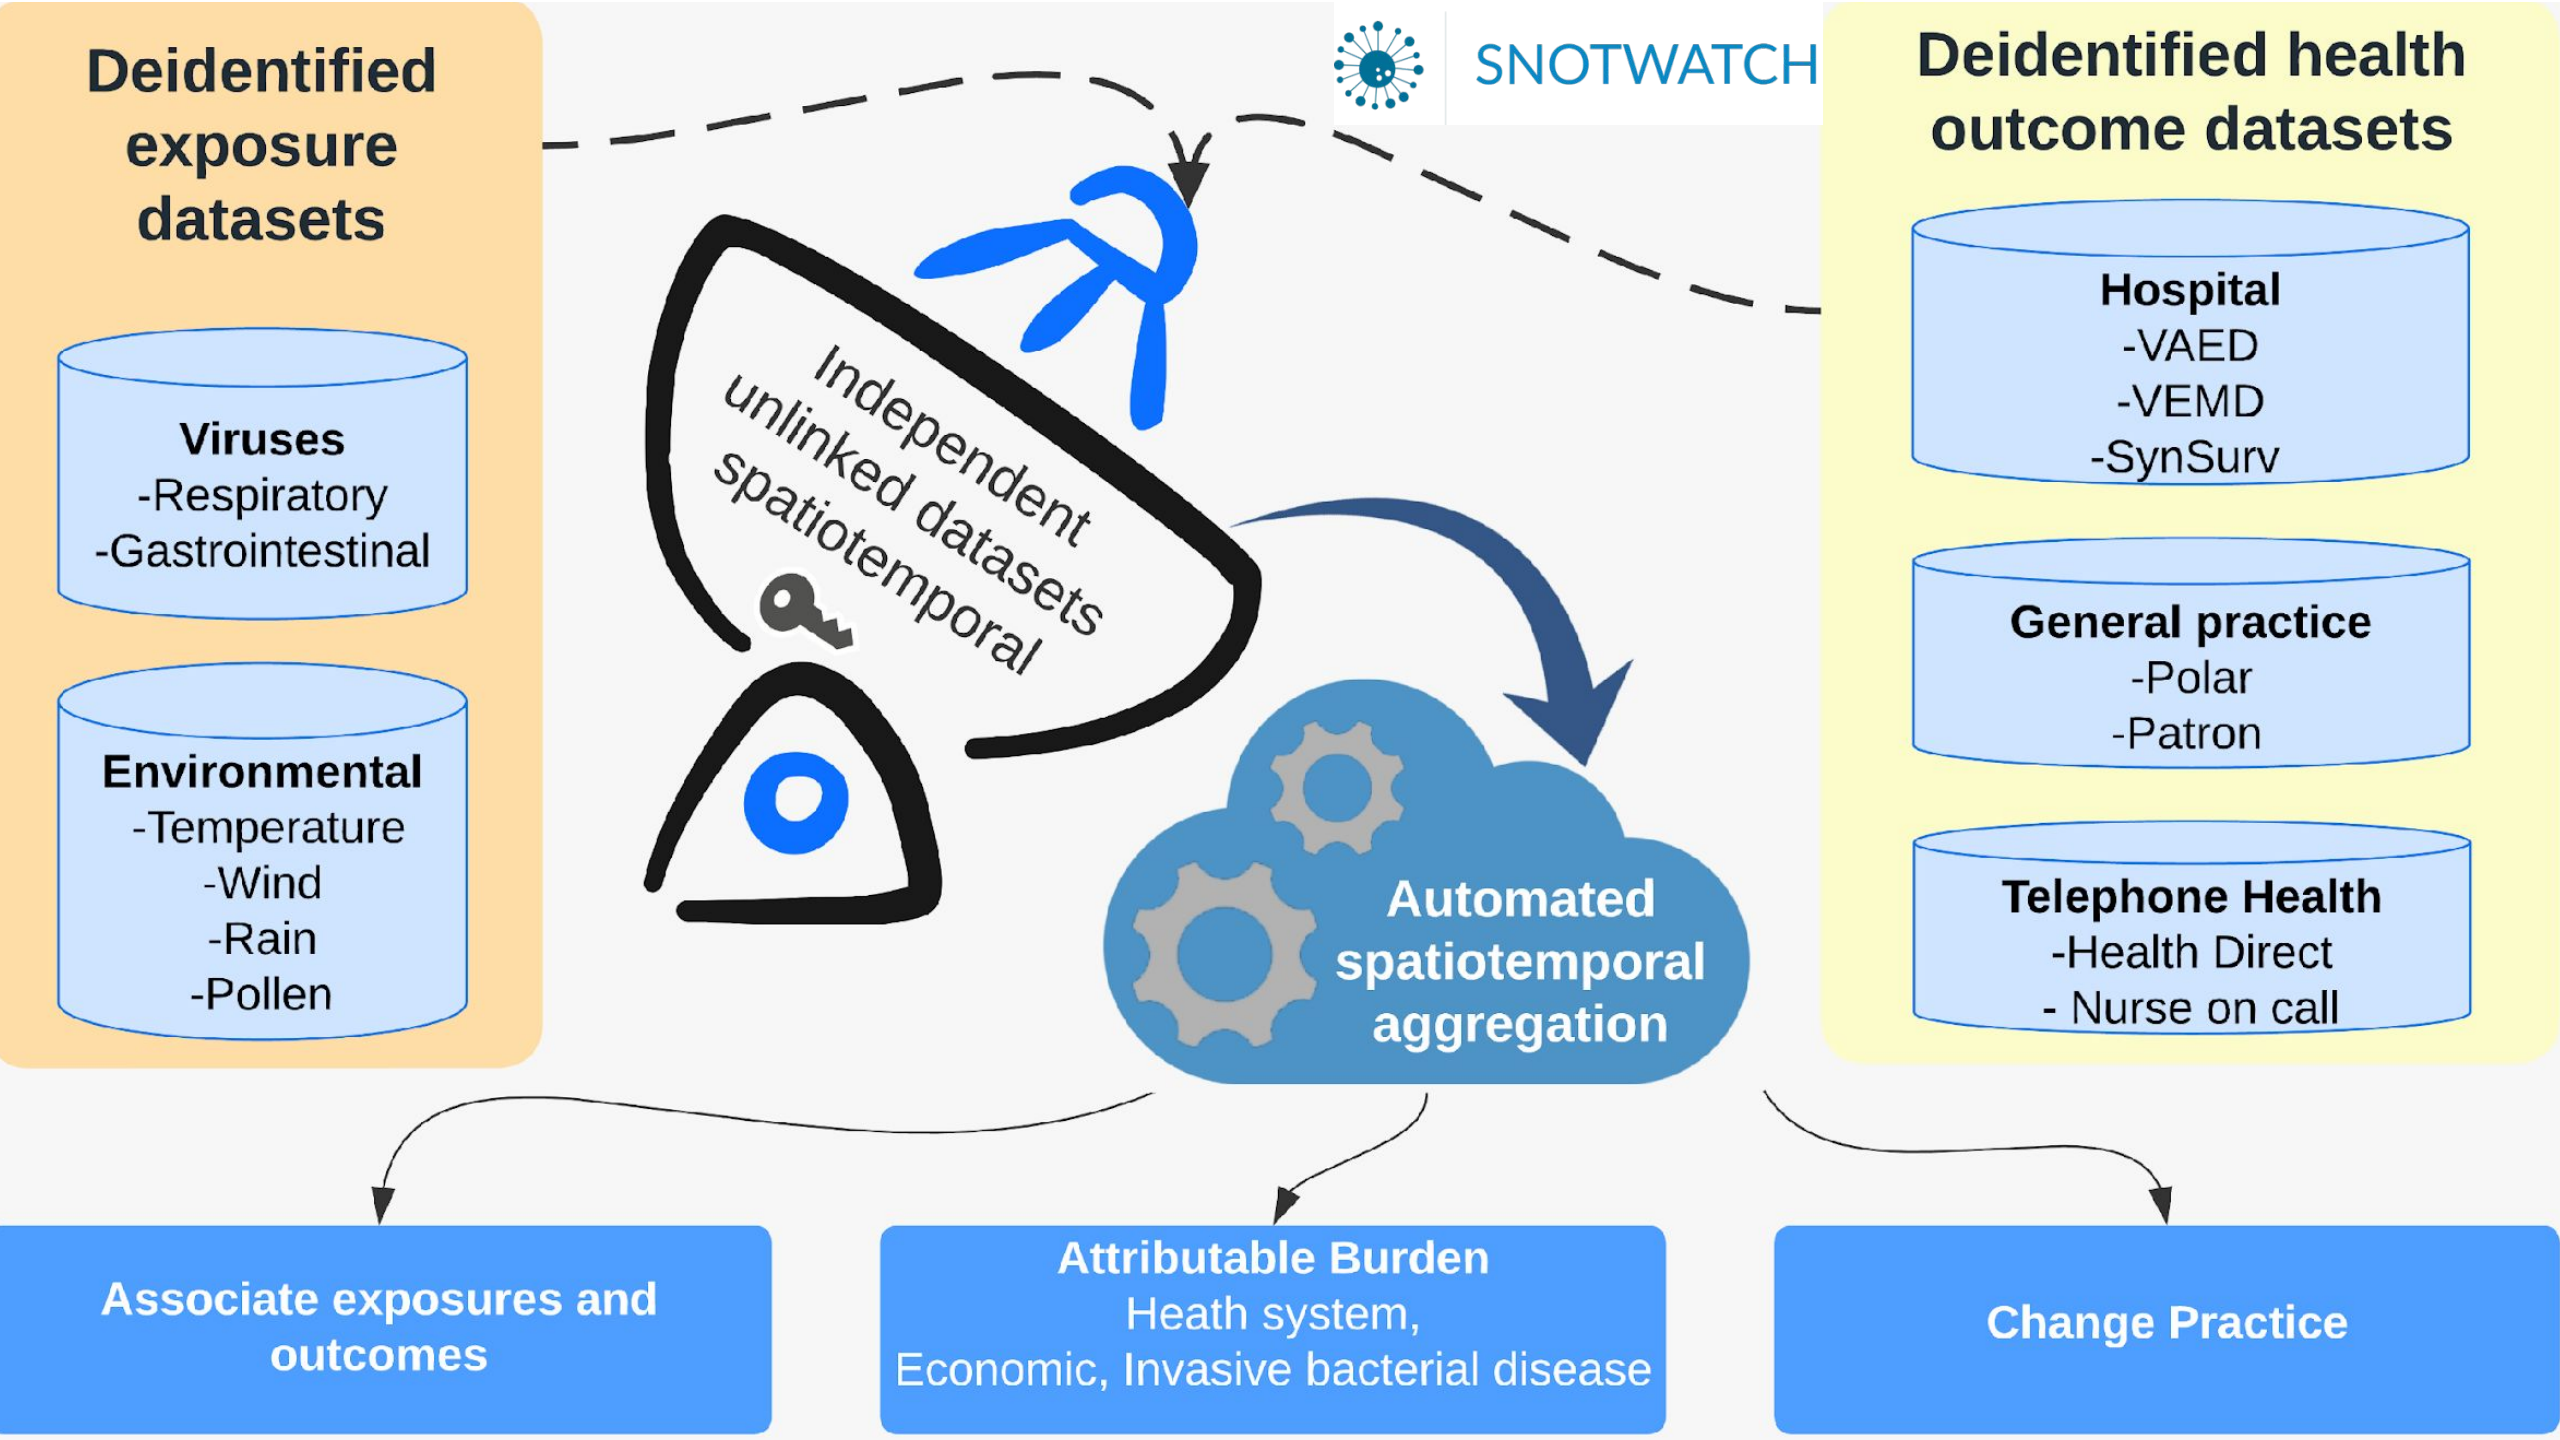 Deidentified
exposure
datasets
Viruses
-Respiratory
-Gastrointestinal
Environmental
-Temperature
-Wind
-Rain
-Pollen
Independent
unlinked datasets
spatiotemporal
SNOTWATCH
Automated
spatiotemporal
aggregation
Deidentified health
outcome datasets
Hospital
-VAED
-VEMD
-SynSurv
General practice
-Polar
-Patron
Telephone Health
-Health Direct
- Nurse on call
Associate exposures and
outcomes
Attributable Burden
Heath system,
Economic, Invasive bacterial disease
Change Practice